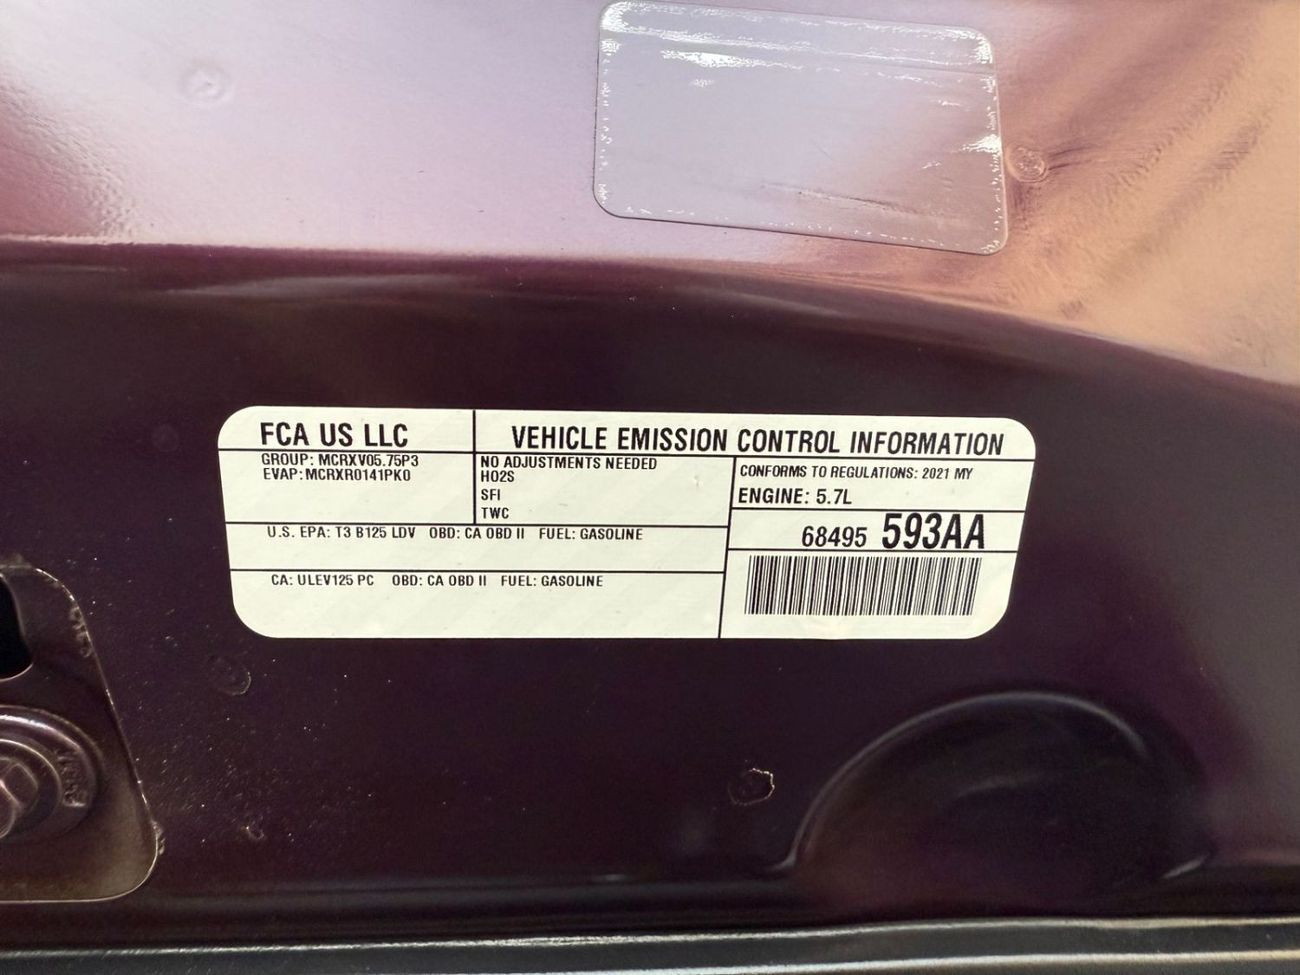 FCA US LLC
GROUP: MCRXV05.75P3
EVAP: MCRXR0141PK0
VEHICLE EMISSION CONTROL INFORMATION
NO ADJUSTMENTS NEEDED
HO2S
SFI
TWC
CONFORMS TO REGULATIONS: 2021 MY
ENGINE: 5.7L
68495 593AA
U.S. EPA: T3 B125 LDV OBD: CA OBD II FUEL: GASOLINE
CA: ULEV125 PC OBD: CA OBD II FUEL: GASOLINE